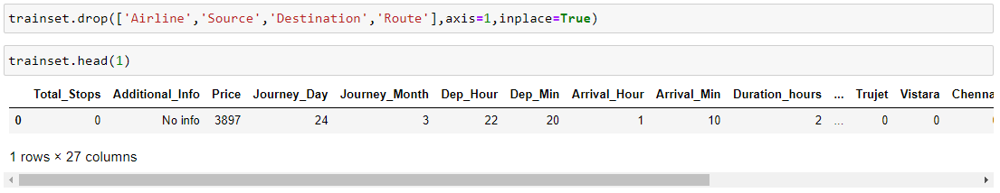 trainset.drop(['Airline','Source','Destination','Route'],axis=1,inplace=True)
trainset.head(1)
Total_Stops Additional_Info Price Journey_Day Journey_Month Dep_Hour Dep_Min Arrival_Hour Arrival_Min Duration_hours ... Trujet Vistara Chenna
0 0 No info 3897 24 3 22 20 1 10 2 ... 0 0
1 rows × 27 columns